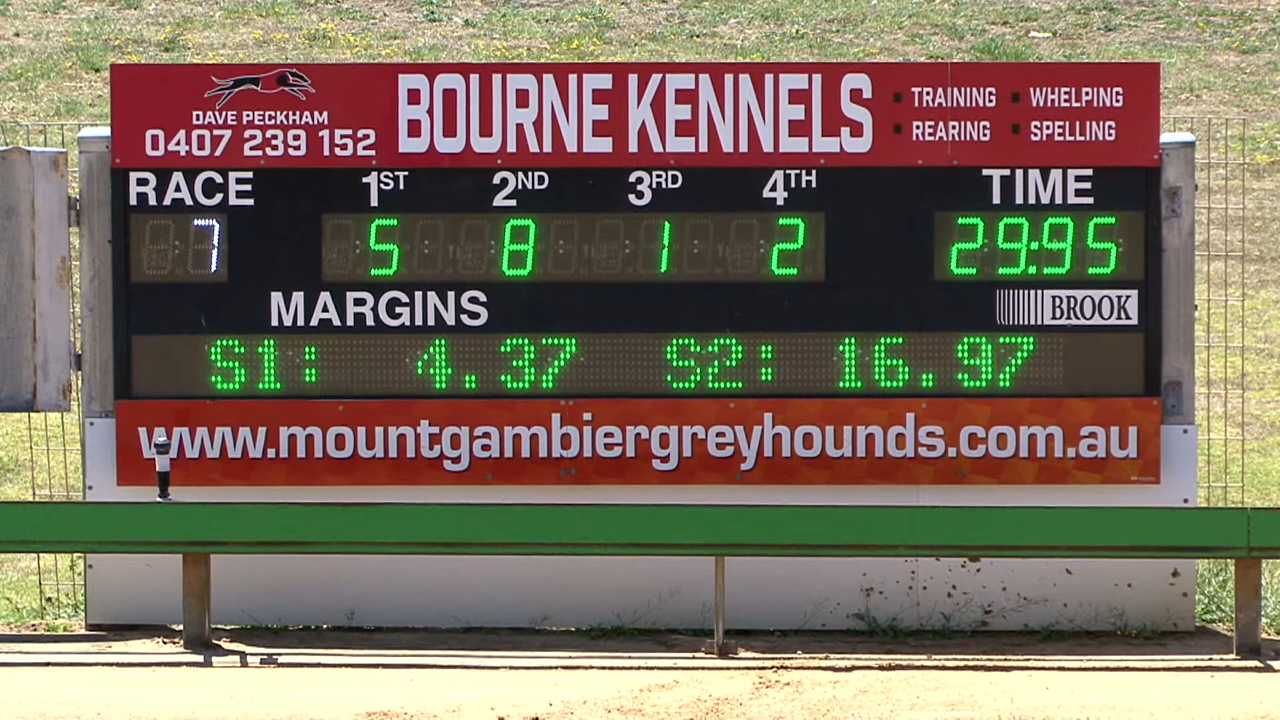 DAVE PECKHAM
0407 239 152
BOURNE KENNELS
TRAINING WHELPING
REARING SPELLING
RACE 1ST 2ND 3RD 4TH TIME
7 5 8 1 2 29:95
MARGINS BROOK
S1: 4.37 S2: 16.97
www.mountgambiergreyhounds.com.au